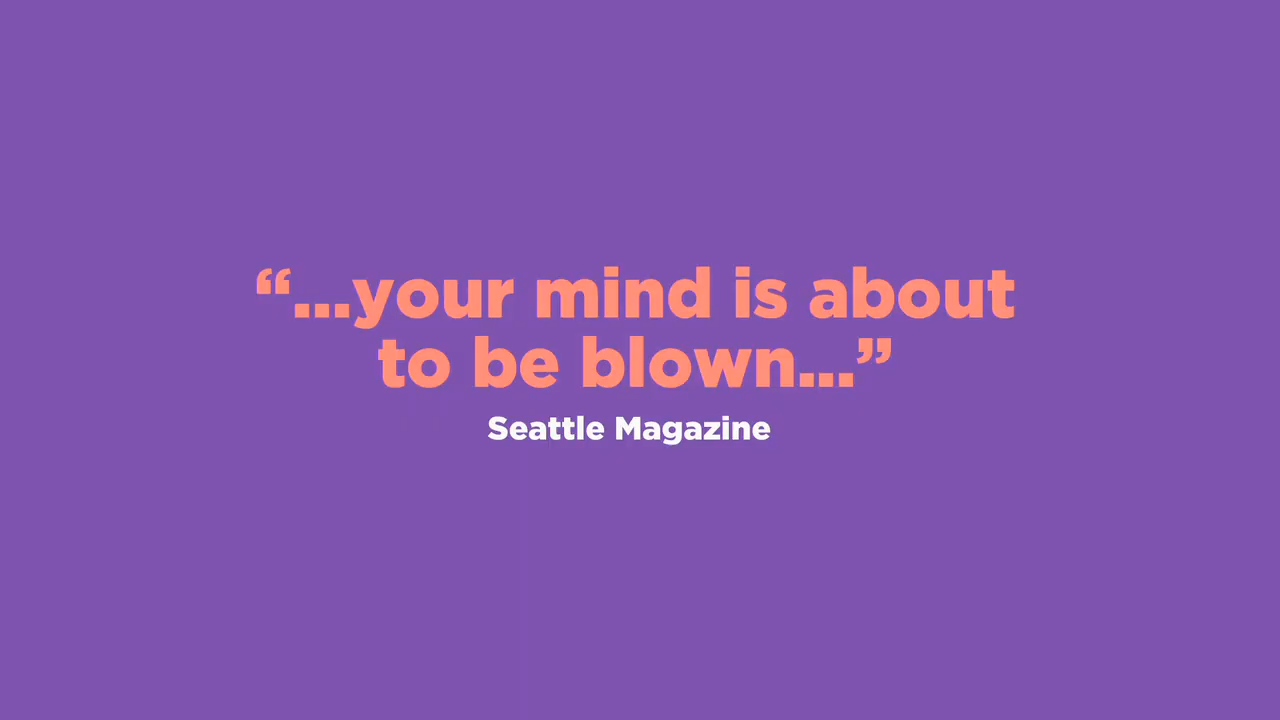 “...your mind is about
to be blown...”
Seattle Magazine